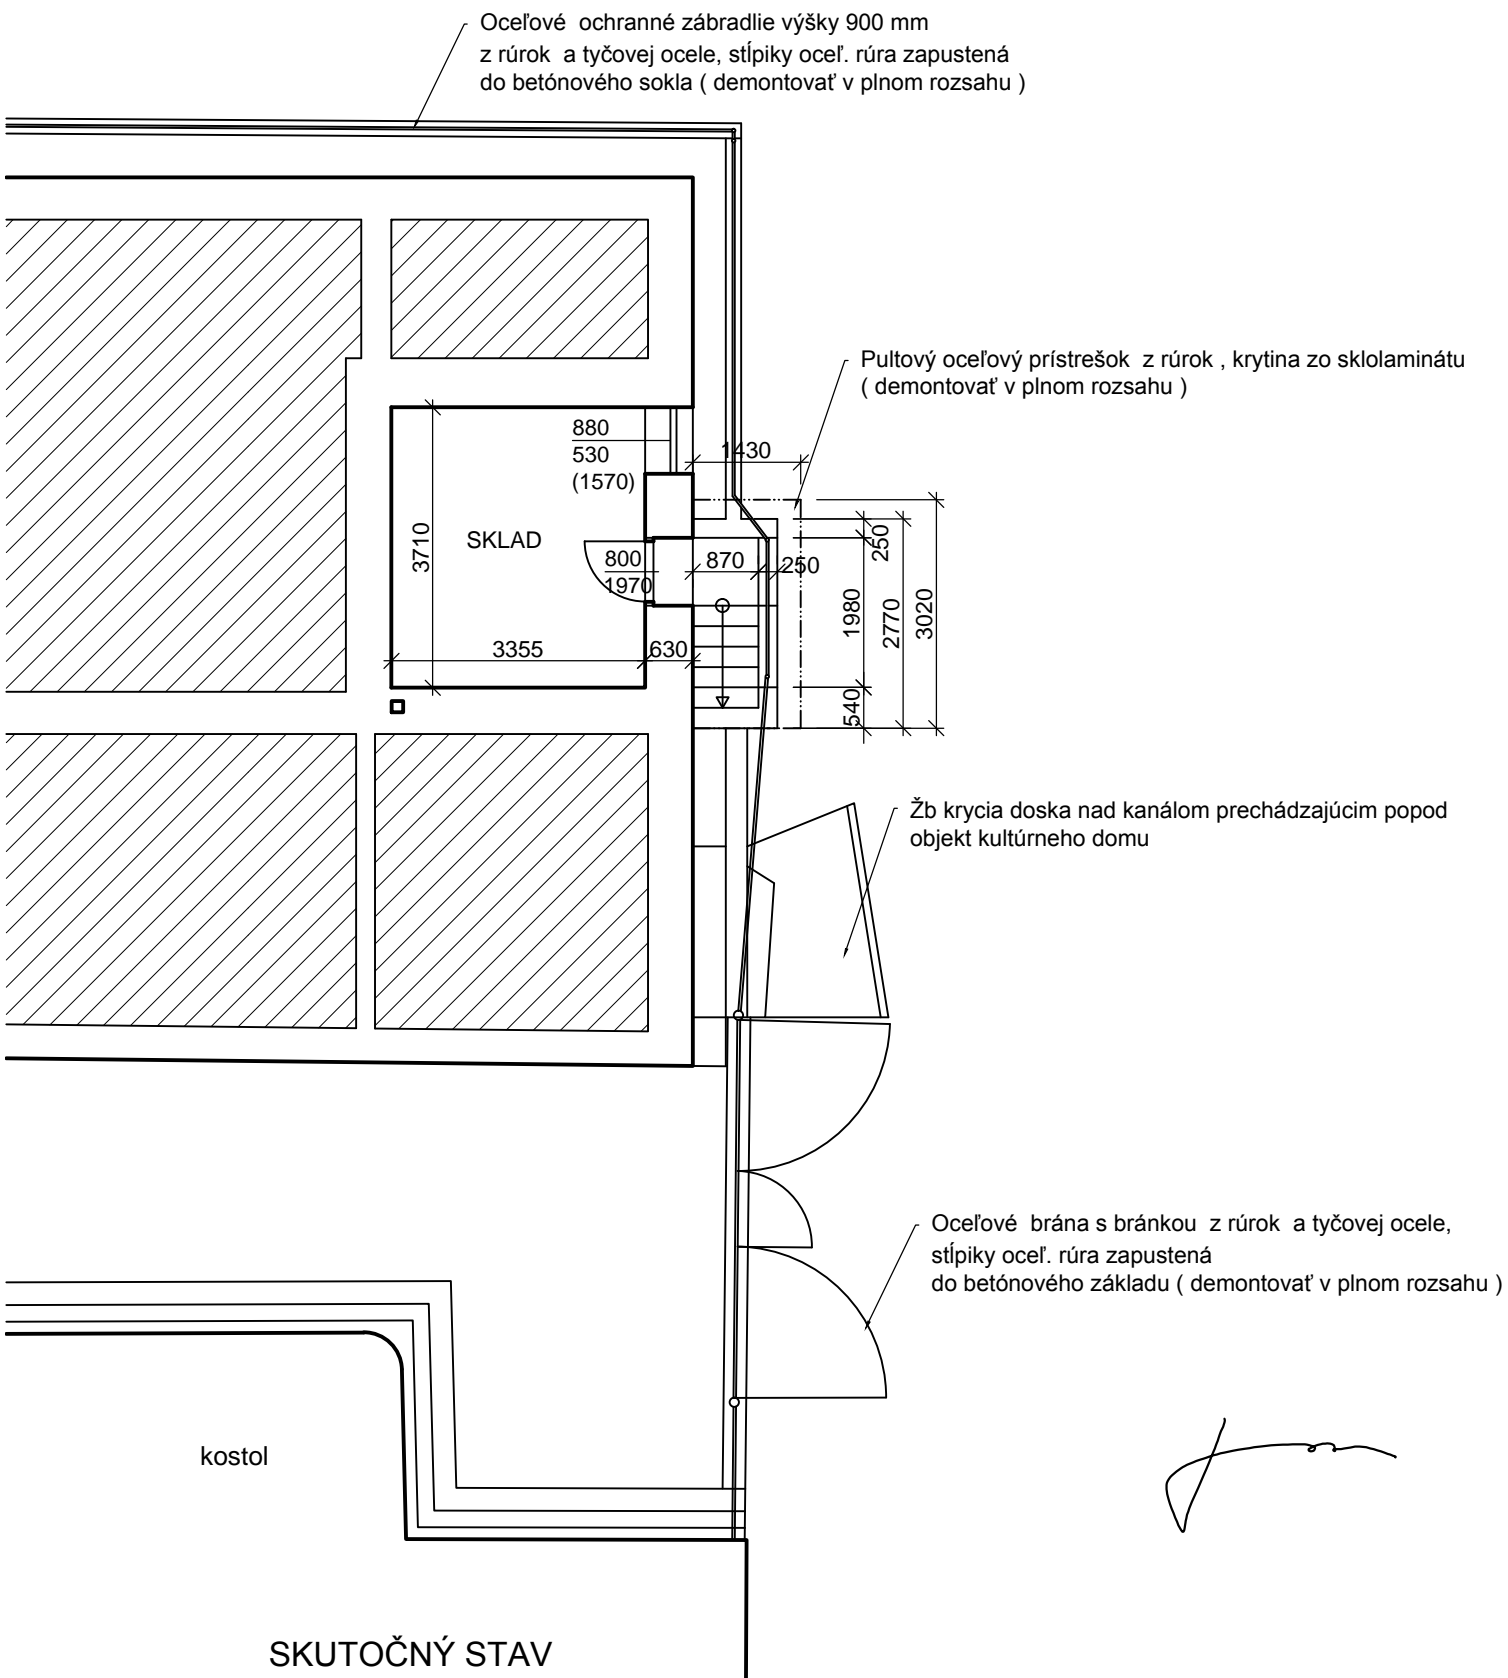 Oceľové  ochranné zábradlie výšky 900 mm
z rúrok  a tyčovej ocele, stĺpiky oceľ. rúra zapustená
do betónového sokla ( demontovať v plnom rozsahu )
Pultový oceľový prístrešok  z rúrok , krytina zo sklolaminátu
( demontovať v plnom rozsahu )
880
530
(1570)
1430
3710
SKLAD
800
1970
870
250
250
1980
2770
3020
540
3355
630
Žb krycia doska nad kanálom prechádzajúcim popod
objekt kultúrneho domu
Oceľové  brána s bránkou  z rúrok  a tyčovej ocele,
stĺpiky oceľ. rúra zapustená
do betónového základu ( demontovať v plnom rozsahu )
kostol
SKUTOČNÝ STAV